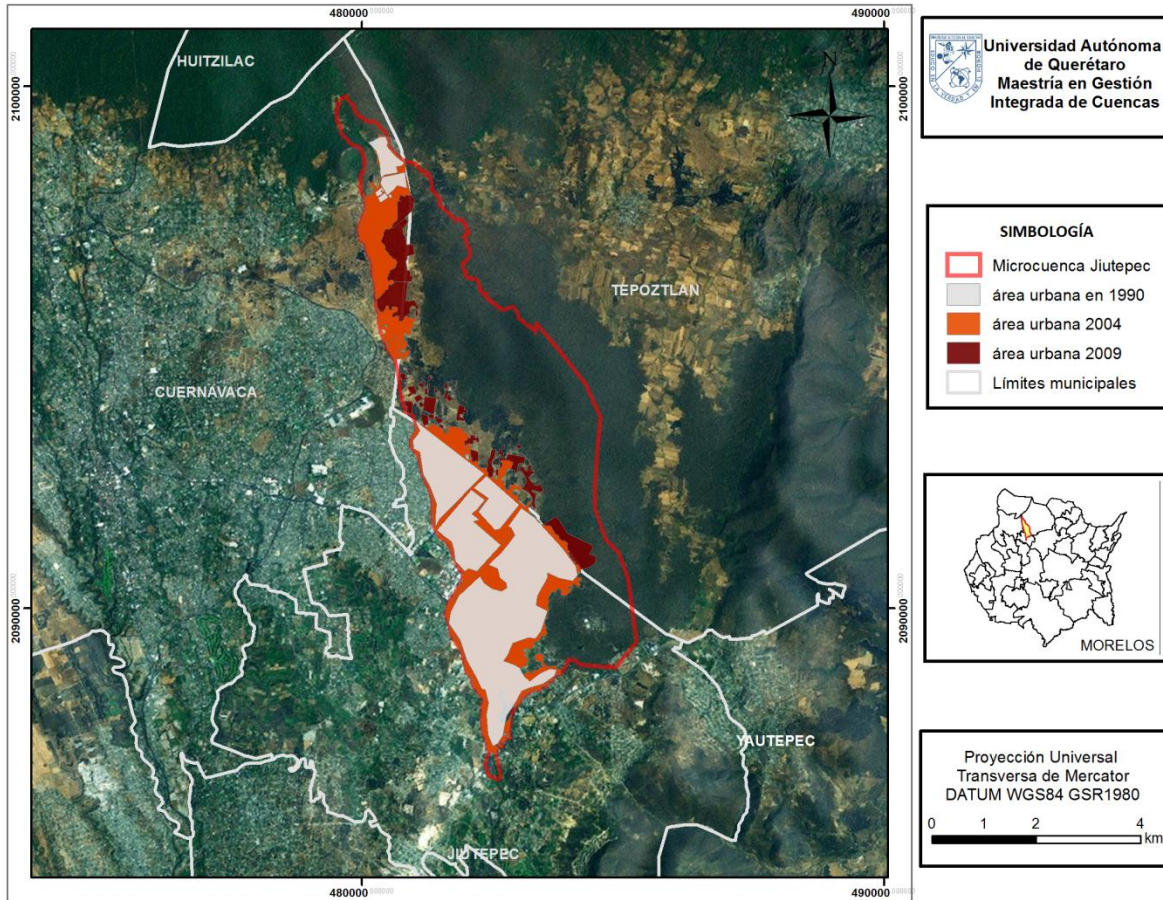 480000
490000
2100000
2100000
HUITZILAC
N
TEPOZTLAN
CUERNAVACA
2090000
2090000
YAUTEPEC
JIUTEPEC
480000
490000
Universidad Autónoma
de Querétaro
Maestría en Gestión
Integrada de Cuencas
SIMBOLOGÍA
Microcuenca Jiutepec
área urbana en 1990
área urbana 2004
área urbana 2009
Límites municipales
MORELOS
Proyección Universal
Transversa de Mercator
DATUM WGS84 GSR1980
0 1 2 4
km